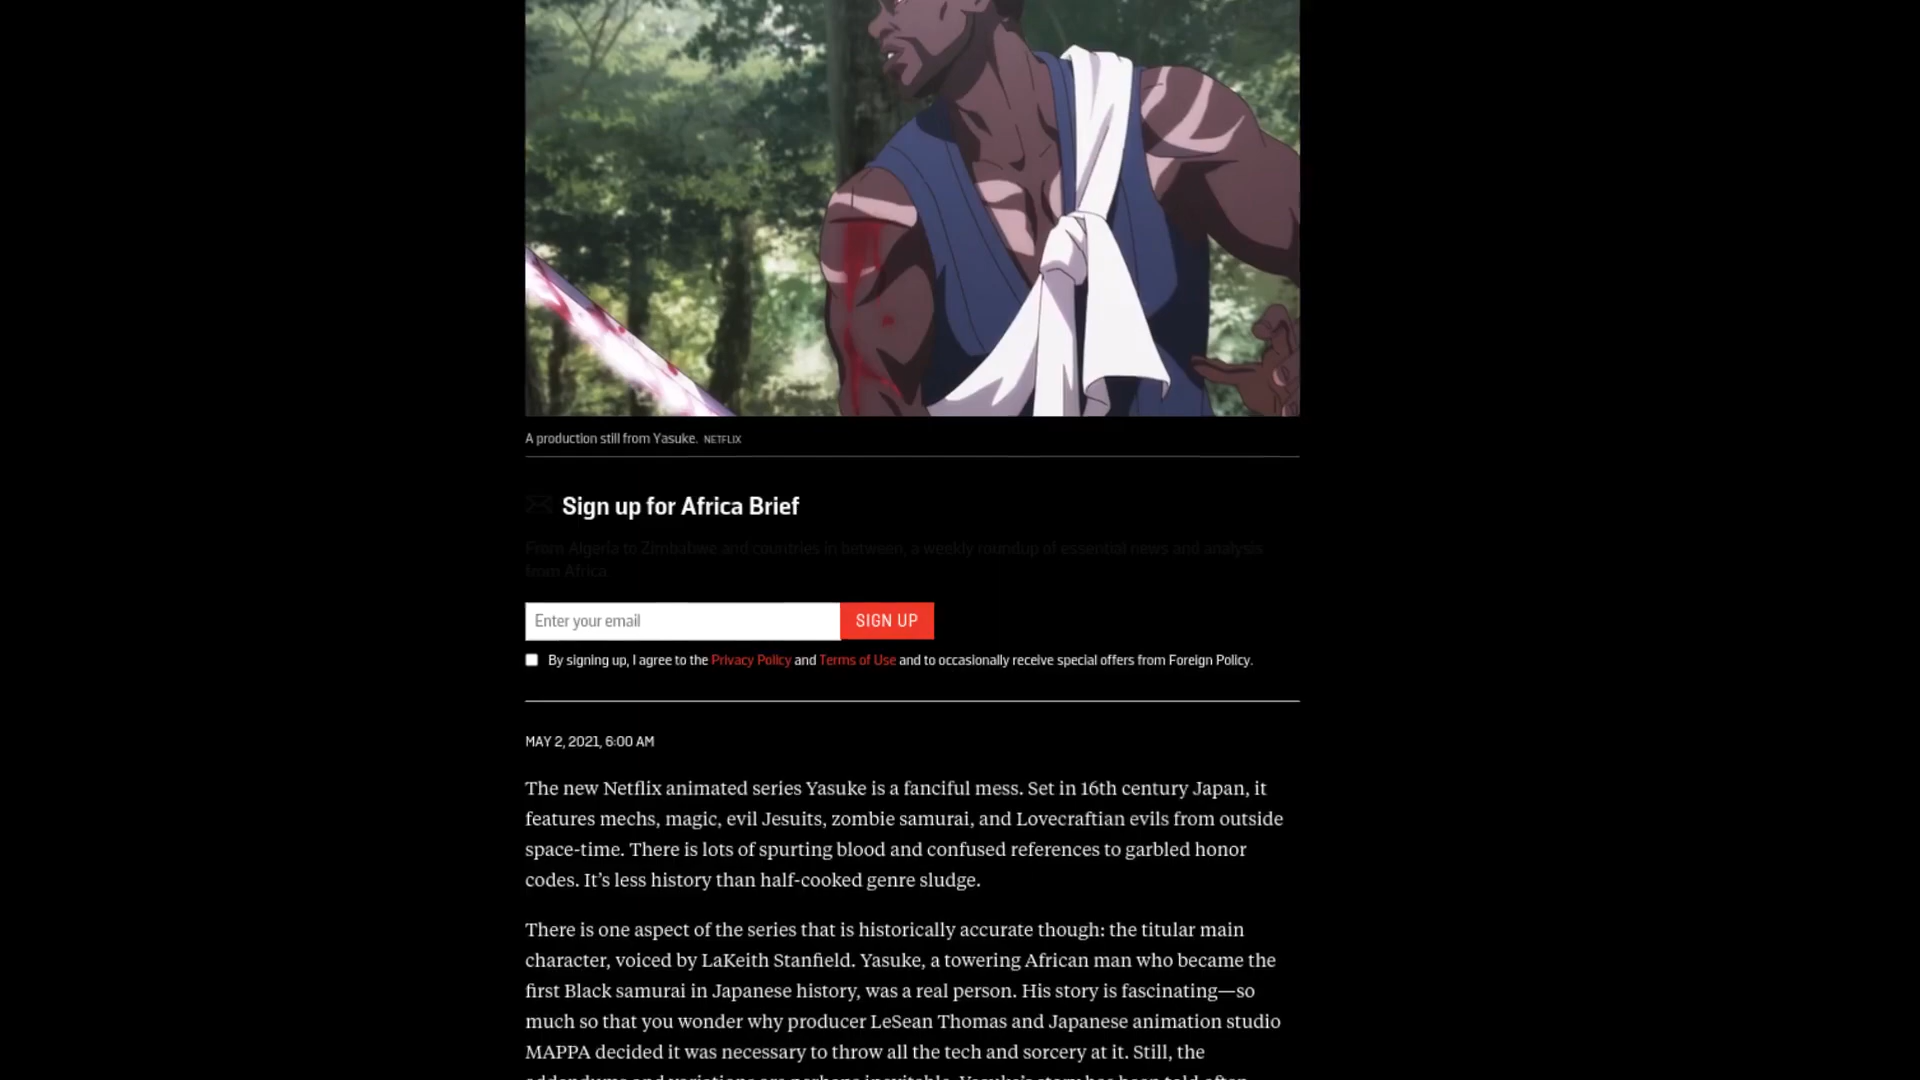 A production still from Yasuke. NETFLIX
Sign up for Africa Brief
From Algeria to Zimbabwe and countries in between, a weekly roundup of essential news and analysis
from Africa.
Enter your email
SIGN UP
By signing up, I agree to the Privacy Policy and Terms of Use and to occasionally receive special offers from Foreign Policy.
MAY 2, 2021, 6:00 AM
The new Netflix animated series Yasuke is a fanciful mess. Set in 16th century Japan, it
features mechs, magic, evil Jesuits, zombie samurai, and Lovecraftian evils from outside
space-time. There is lots of spurting blood and confused references to garbled honor
codes. It’s less history than half-cooked genre sludge.
There is one aspect of the series that is historically accurate though: the titular main
character, voiced by LaKeith Stanfield. Yasuke, a towering African man who became the
first Black samurai in Japanese history, was a real person. His story is fascinating—so
much so that you wonder why producer LeSean Thomas and Japanese animation studio
MAPPA decided it was necessary to throw all the tech and sorcery at it. Still, the